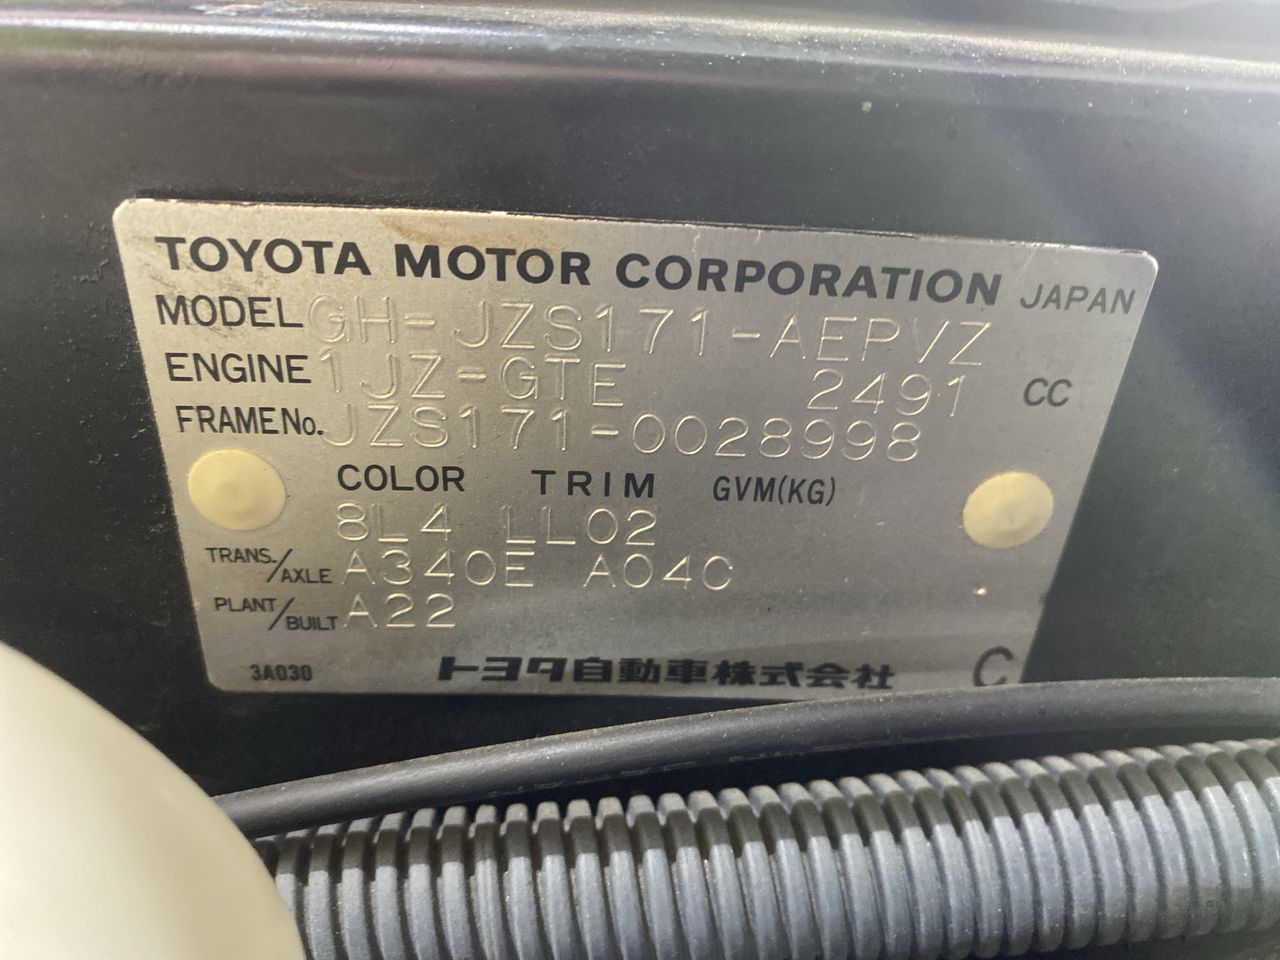 TOYOTA MOTOR CORPORATION JAPAN
MODEL GH-JZS171-AEPVZ
ENGINE 1JZ-GTE 2491 CC
FRAME No. JZS171-0028998
COLOR TRIM GVM(KG)
8L4 LL02
TRANS./AXLE A340E A04C
PLANT/BUILT A22
3A030 トヨタ自動車株式会社 C